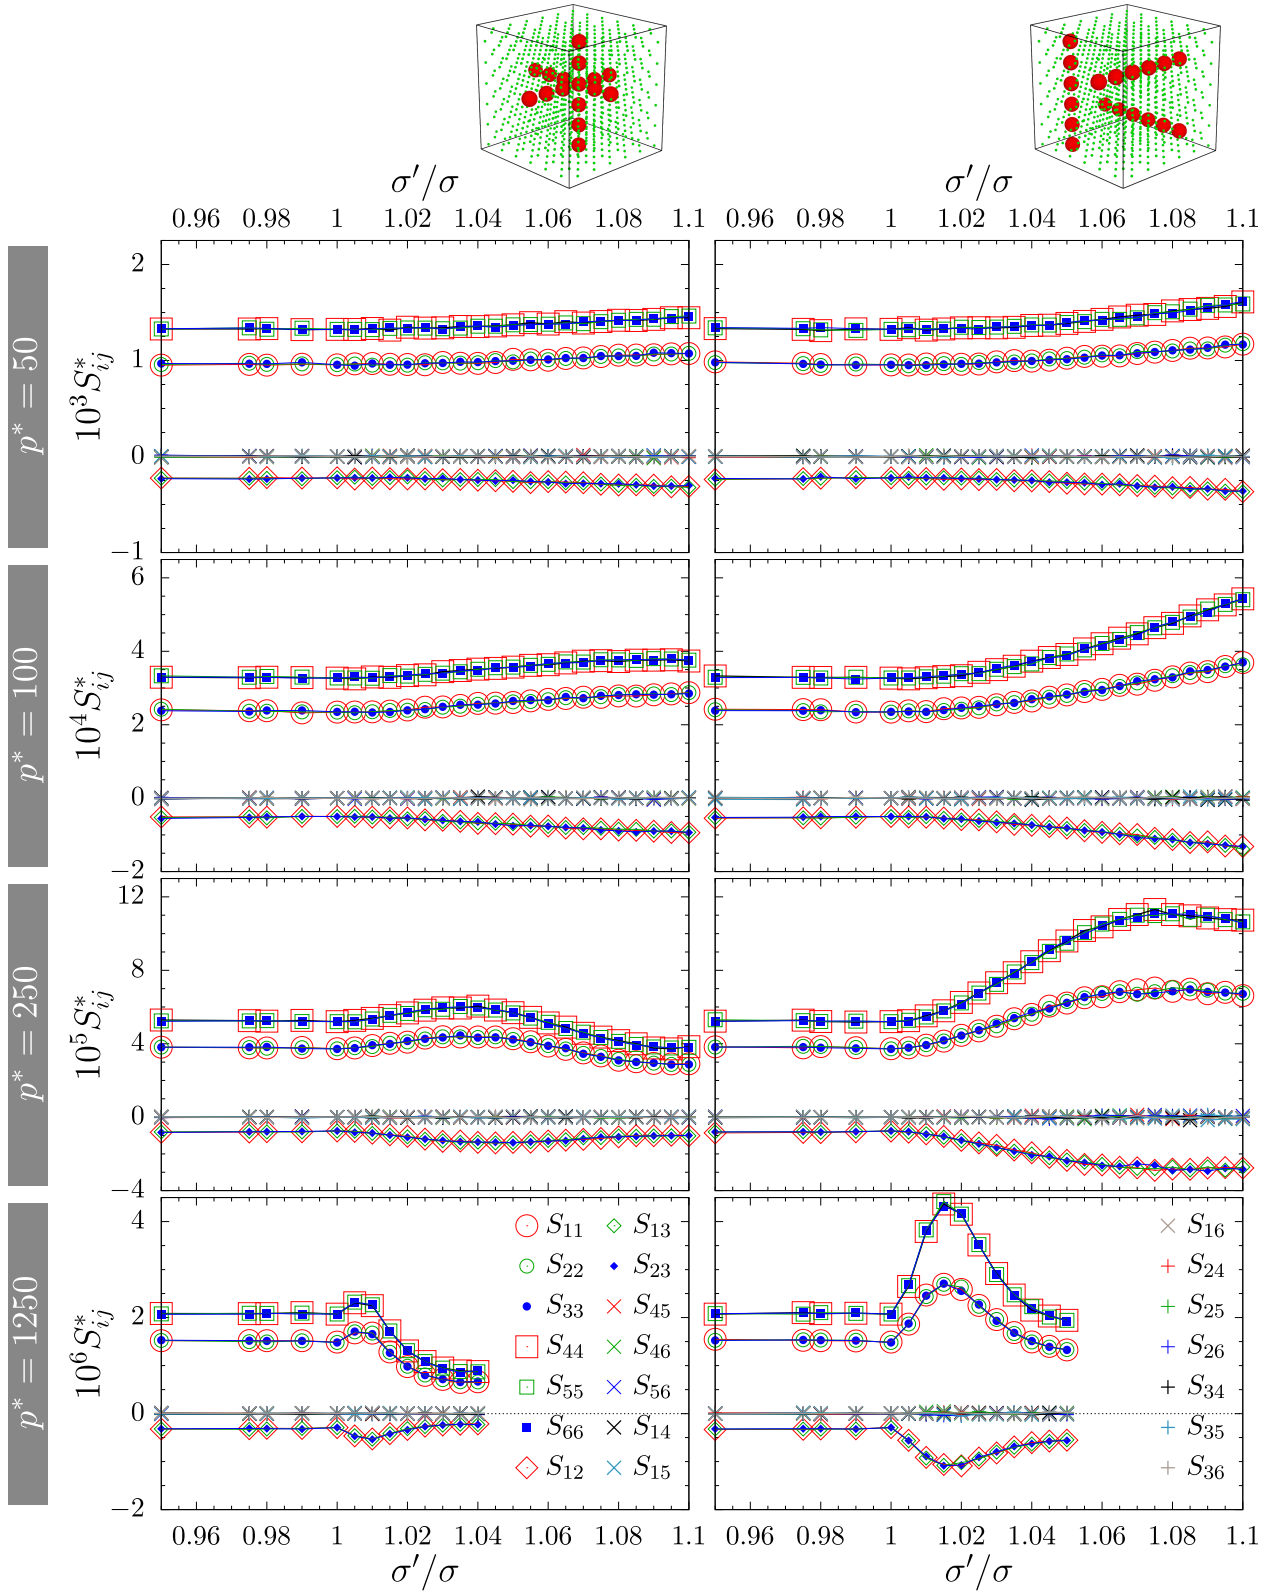 σ′/σ σ′/σ
0.96 0.98 1 1.02 1.04 1.06 1.08 1.1 0.96 0.98 1 1.02 1.04 1.06 1.08 1.1
p* = 50
10³S*ij
2
1
0
−1
p* = 100
10⁴S*ij
6
4
2
0
−2
p* = 250
10⁵S*ij
12
8
4
0
−4
p* = 1250
10⁶S*ij
4
2
0
−2
S11 S13
S22 S23
S33 S45
S44 S46
S55 S56
S66 S14
S12 S15
S16
S24
S25
S26
S34
S35
S36
0.96 0.98 1 1.02 1.04 1.06 1.08 1.1 0.96 0.98 1 1.02 1.04 1.06 1.08 1.1
σ′/σ σ′/σ